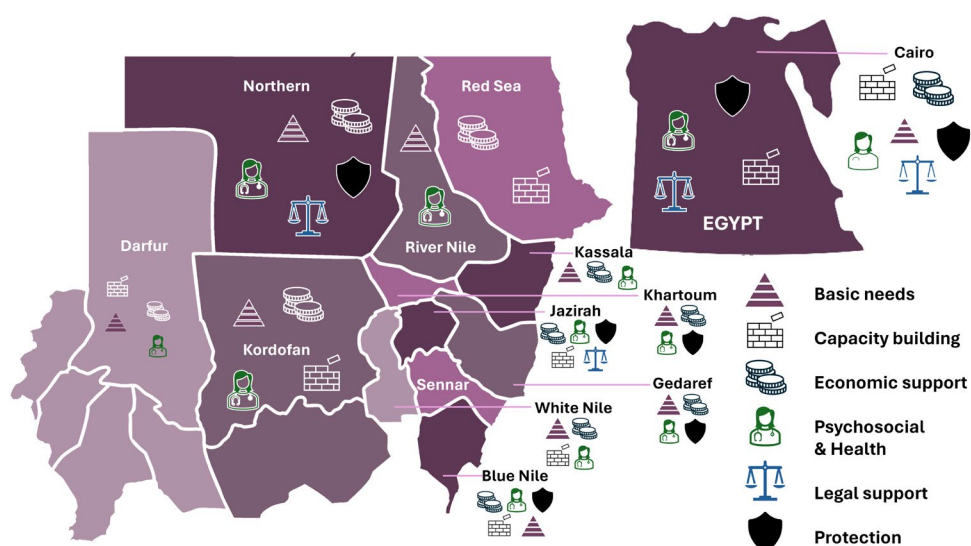 Cairo
Northern
Red Sea
EGYPT
Darfur
River Nile
Kassala
Basic needs
Khartoum
Jazirah
Capacity building
Kordofan
Sennar
Gedaref
Economic support
White Nile
Psychosocial
& Health
Blue Nile
Legal support
Protection